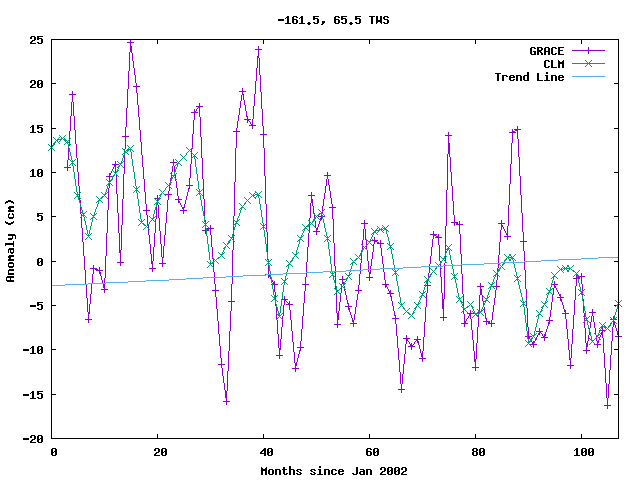 -161.5, 65.5 TWS
GRACE
CLM
Trend Line
25
20
15
10
5
0
-5
-10
-15
-20
Anomaly (cm)
0 20 40 60 80 100
Months since Jan 2002